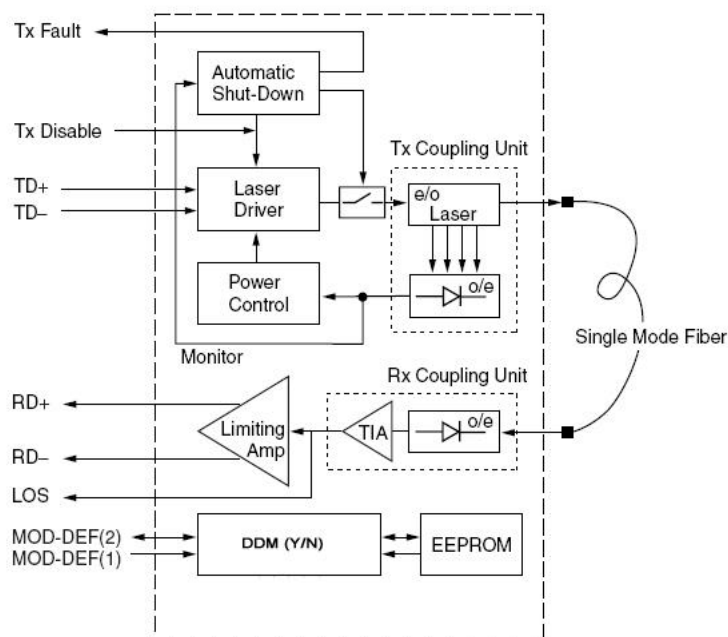 Tx Fault
Automatic
Shut-Down
Tx Disable
Tx Coupling Unit
TD+
TD–
Laser
Driver
e/o
Laser
Power
Control
o/e
Single Mode Fiber
Monitor
Rx Coupling Unit
RD+
RD–
Limiting
Amp
TIA
o/e
LOS
MOD-DEF(2)
MOD-DEF(1)
DDM (Y/N)
EEPROM